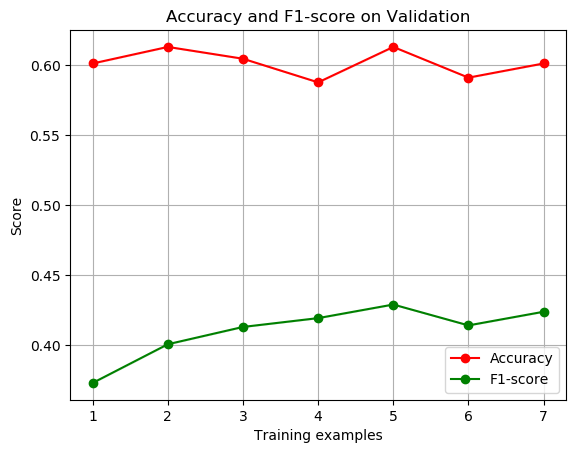 Accuracy and F1-score on Validation
Score
0.60
0.55
0.50
0.45
0.40
Accuracy
F1-score
1 2 3 4 5 6 7
Training examples